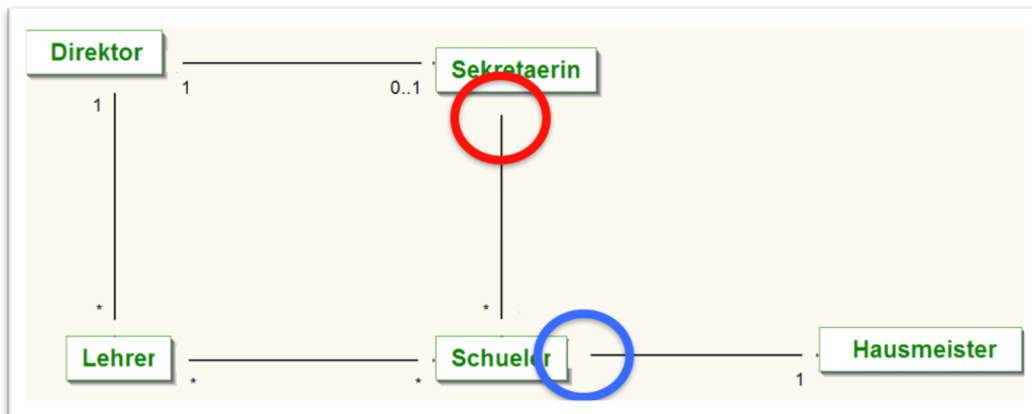 Direktor
Sekretaerin
1
0..1
1
*
*
Lehrer
Schueler
Hausmeister
*
*
1